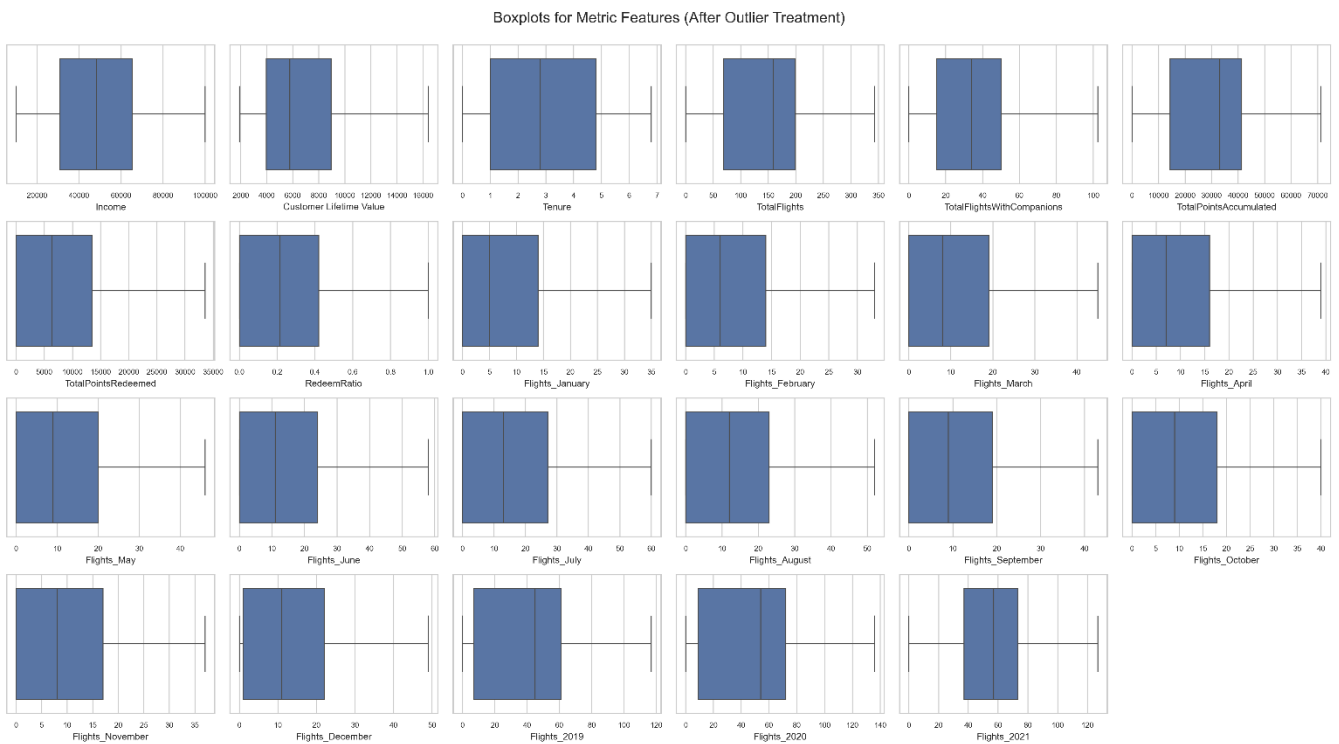 Boxplots for Metric Features (After Outlier Treatment)
20000 40000 60000 80000 100000
Income
2000 4000 6000 8000 10000 12000 14000 16000
Customer Lifetime Value
0 1 2 3 4 5 6 7
Tenure
0 50 100 150 200 250 300 350
TotalFlights
0 20 40 60 80 100
TotalFlightsWithCompanions
0 10000 20000 30000 40000 50000 60000 70000
TotalPointsAccumulated
0 5000 10000 15000 20000 25000 30000 35000
TotalPointsRedeemed
0.0 0.2 0.4 0.6 0.8 1.0
RedeemRatio
0 5 10 15 20 25 30 35
Flights_January
0 5 10 15 20 25 30
Flights_February
0 10 20 30 40
Flights_March
0 5 10 15 20 25 30 35 40
Flights_April
0 10 20 30 40
Flights_May
0 10 20 30 40 50 60
Flights_June
0 10 20 30 40 50 60
Flights_July
0 10 20 30 40 50
Flights_August
0 10 20 30 40
Flights_September
0 5 10 15 20 25 30 35 40
Flights_October
0 5 10 15 20 25 30 35
Flights_November
0 10 20 30 40 50
Flights_December
0 20 40 60 80 100 120
Flights_2019
0 20 40 60 80 100 120 140
Flights_2020
0 20 40 60 80 100 120
Flights_2021